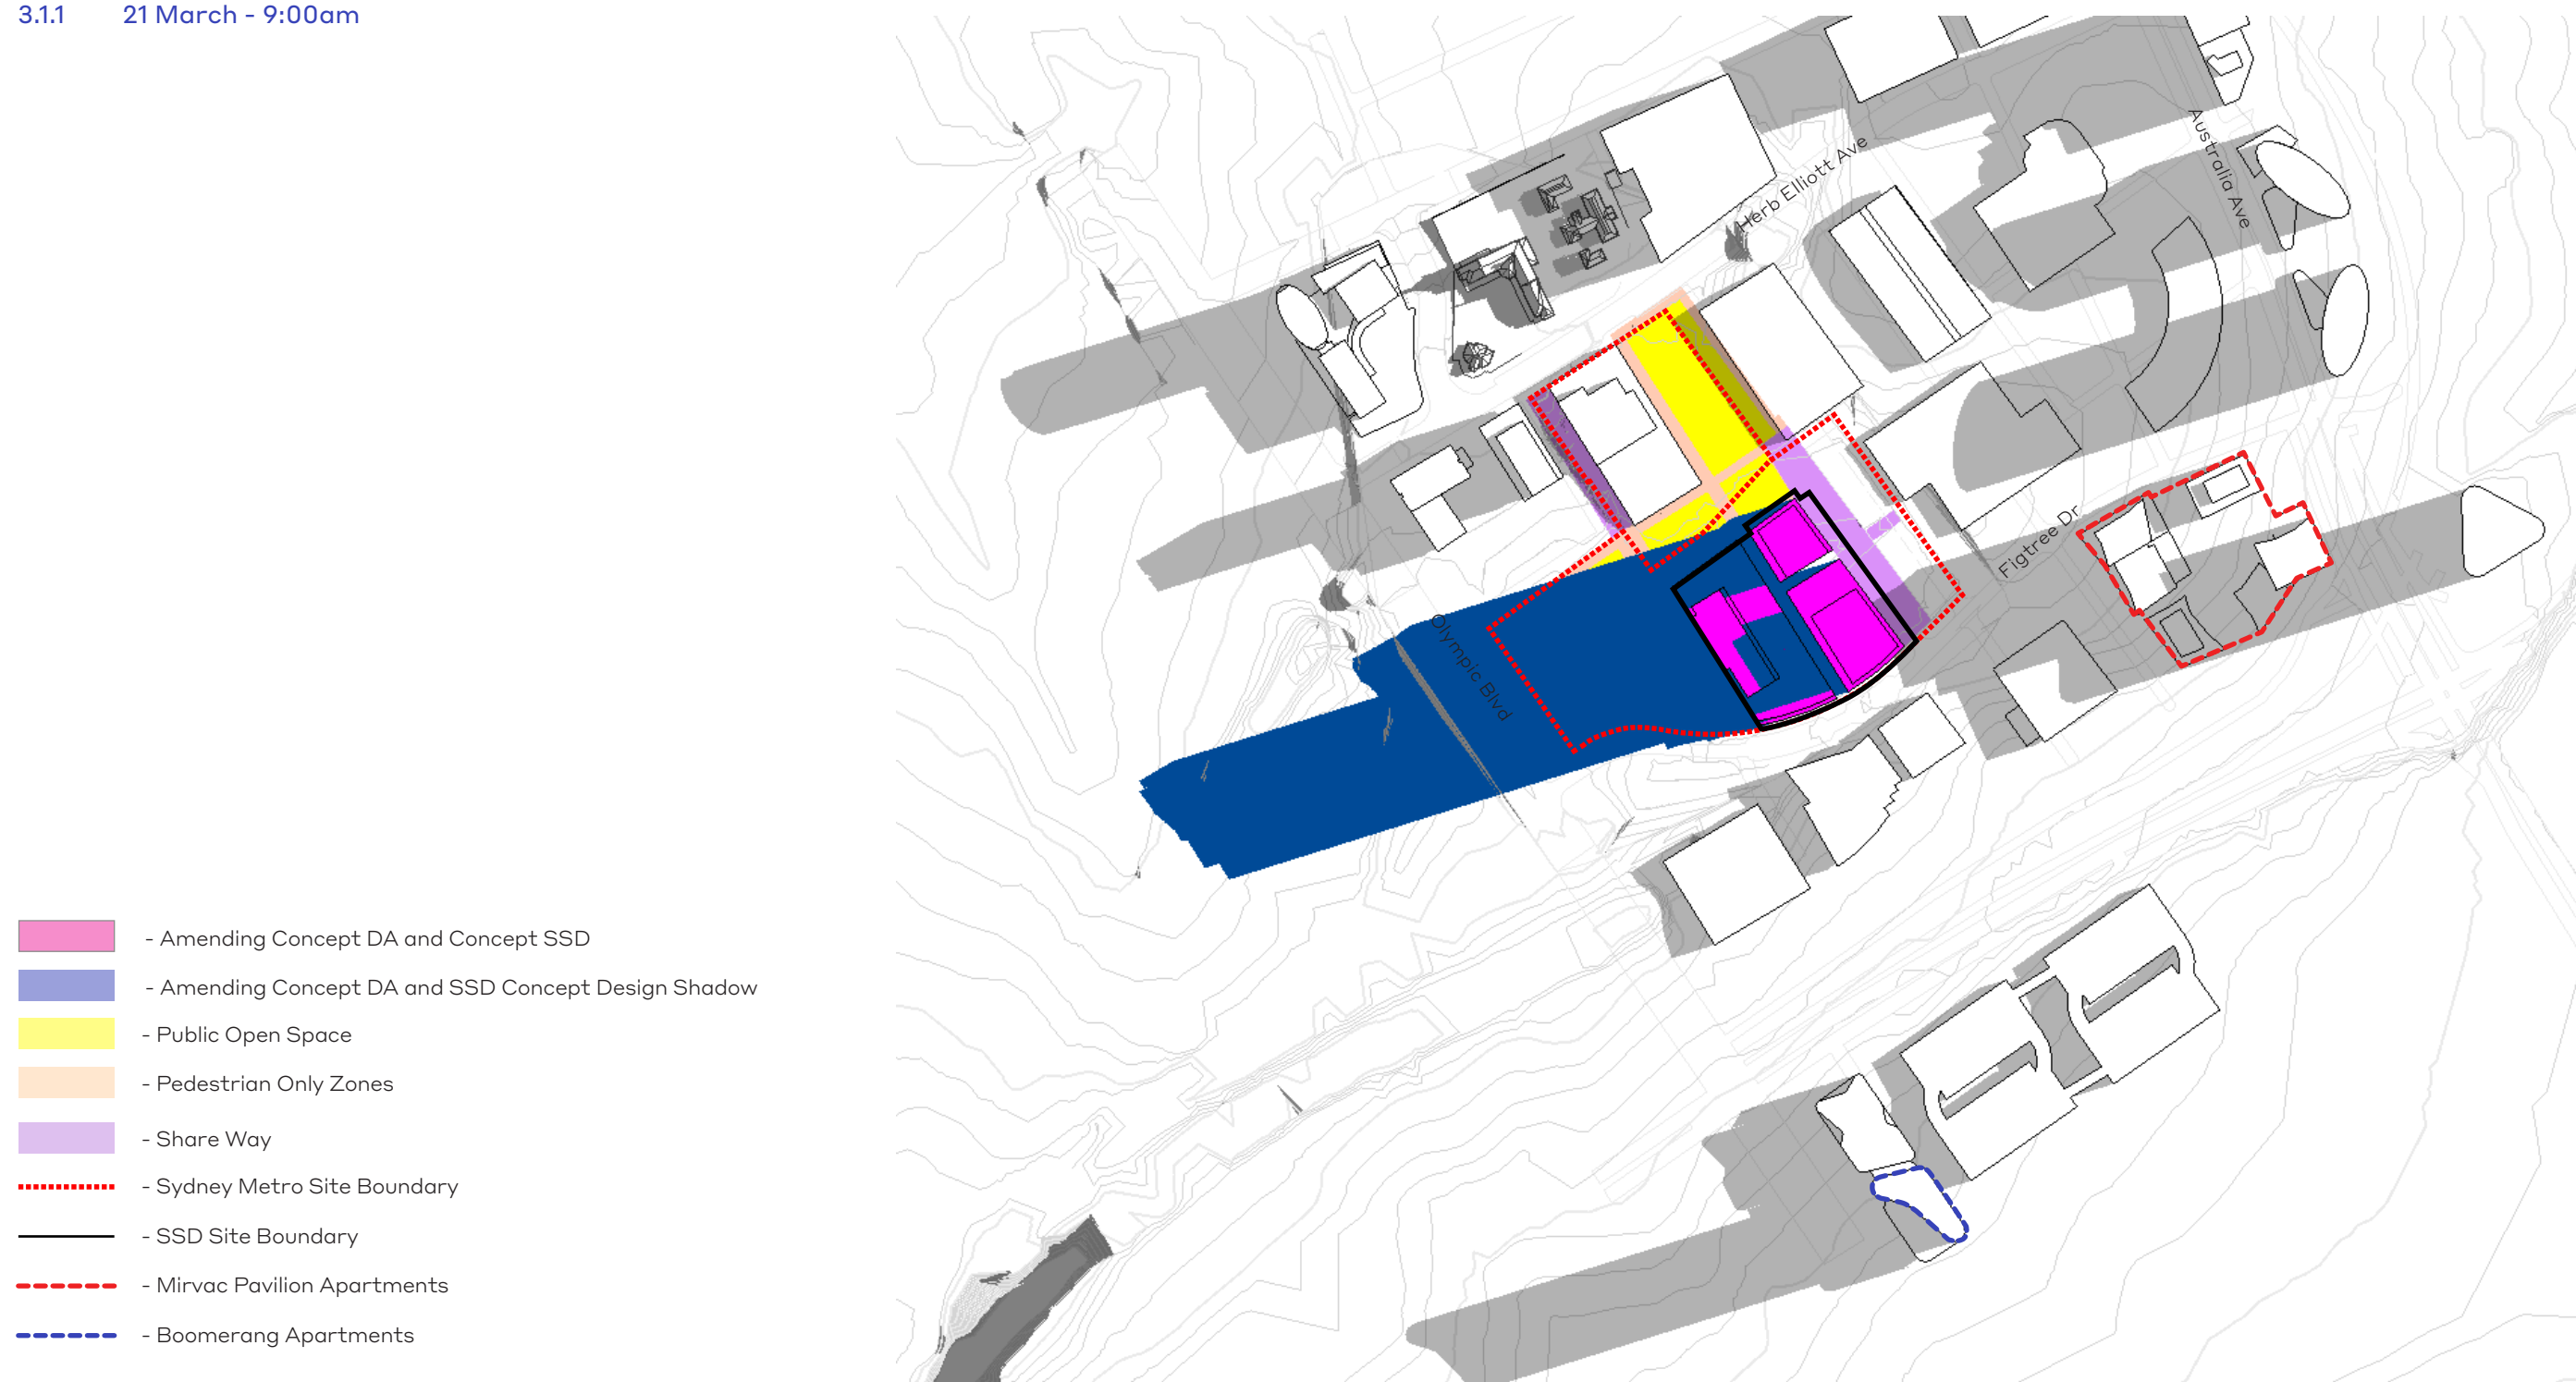 3.1.1 21 March - 9:00am
Herb Elliott Ave
Australia Ave
Figtree Dr
Olympic Blvd
- Amending Concept DA and Concept SSD
- Amending Concept DA and SSD Concept Design Shadow
- Public Open Space
- Pedestrian Only Zones
- Share Way
- Sydney Metro Site Boundary
- SSD Site Boundary
- Mirvac Pavilion Apartments
- Boomerang Apartments